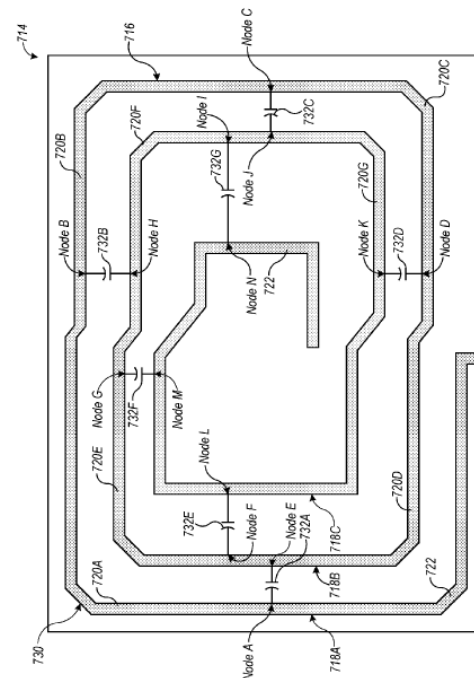 714
716
Node C
720C
720B
720F
Node I
732C
732G
Node J
720G
Node B
732B
Node H
Node N
722
Node K
732D
Node D
Node G
732F
Node M
Node L
720E
732E
Node F
Node E
732A
718C
720D
720A
718B
722
730
Node A
718A